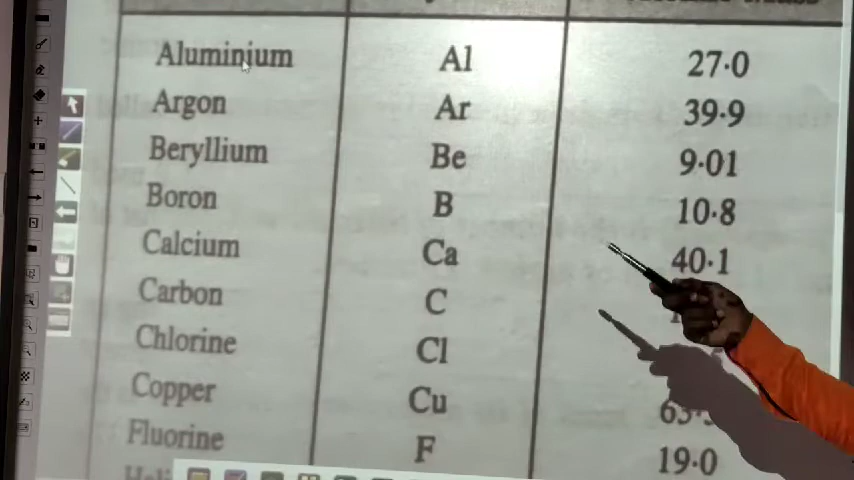 Aluminium Al 27·0
Argon Ar 39·9
Beryllium Be 9·01
Boron B 10·8
Calcium Ca 40·1
Carbon C
Chlorine Cl
Copper Cu
Fluorine F 19·0